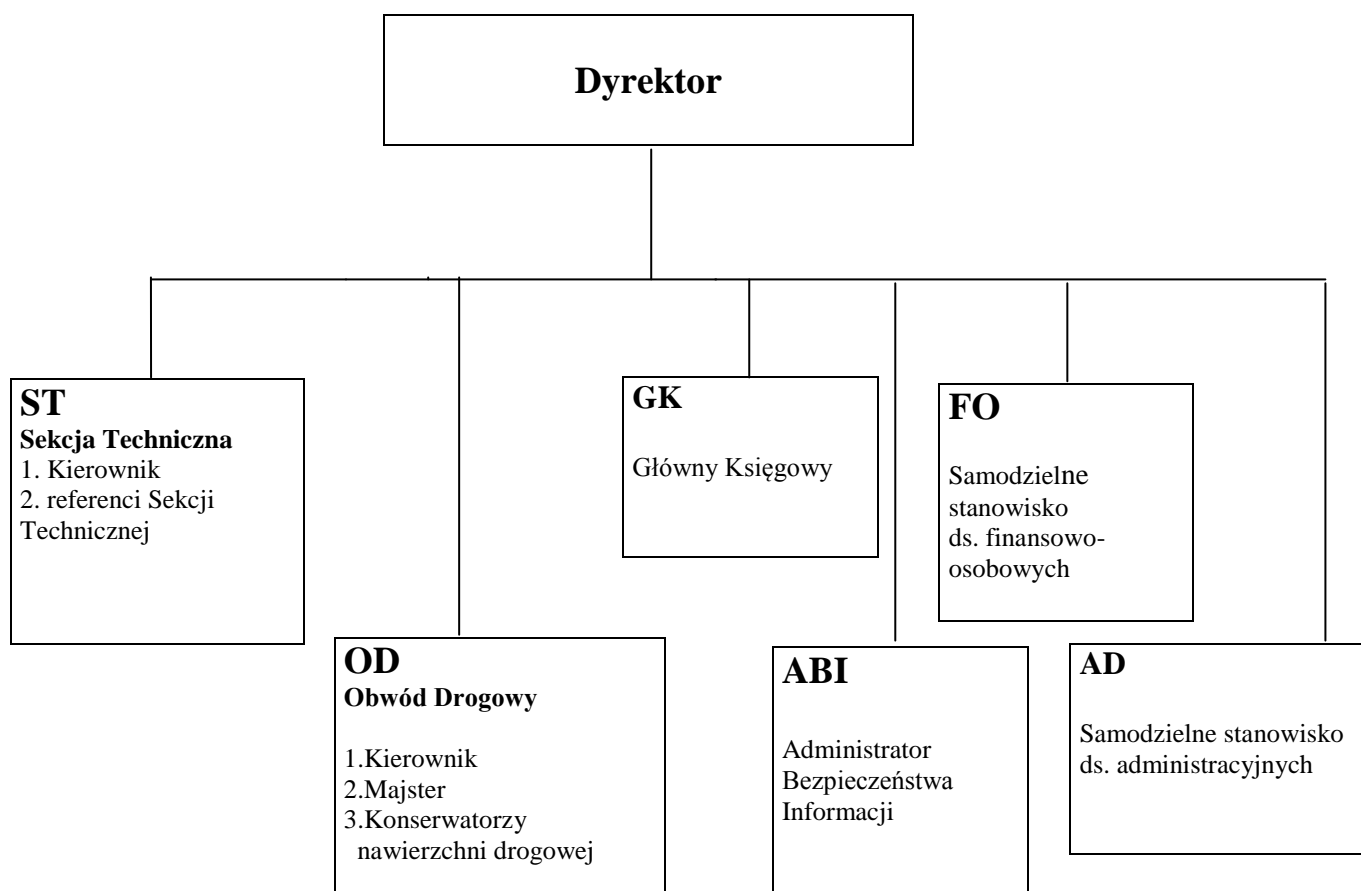 Dyrektor
ST
Sekcja Techniczna
1. Kierownik
2. referenci Sekcji
Technicznej
OD
Obwód Drogowy
1.Kierownik
2.Majster
3.Konserwatorzy
nawierzchni drogowej
GK
Główny Księgowy
ABI
Administrator
Bezpieczeństwa
Informacji
FO
Samodzielne
stanowisko
ds. finansowo-
osobowych
AD
Samodzielne stanowisko
ds. administracyjnych